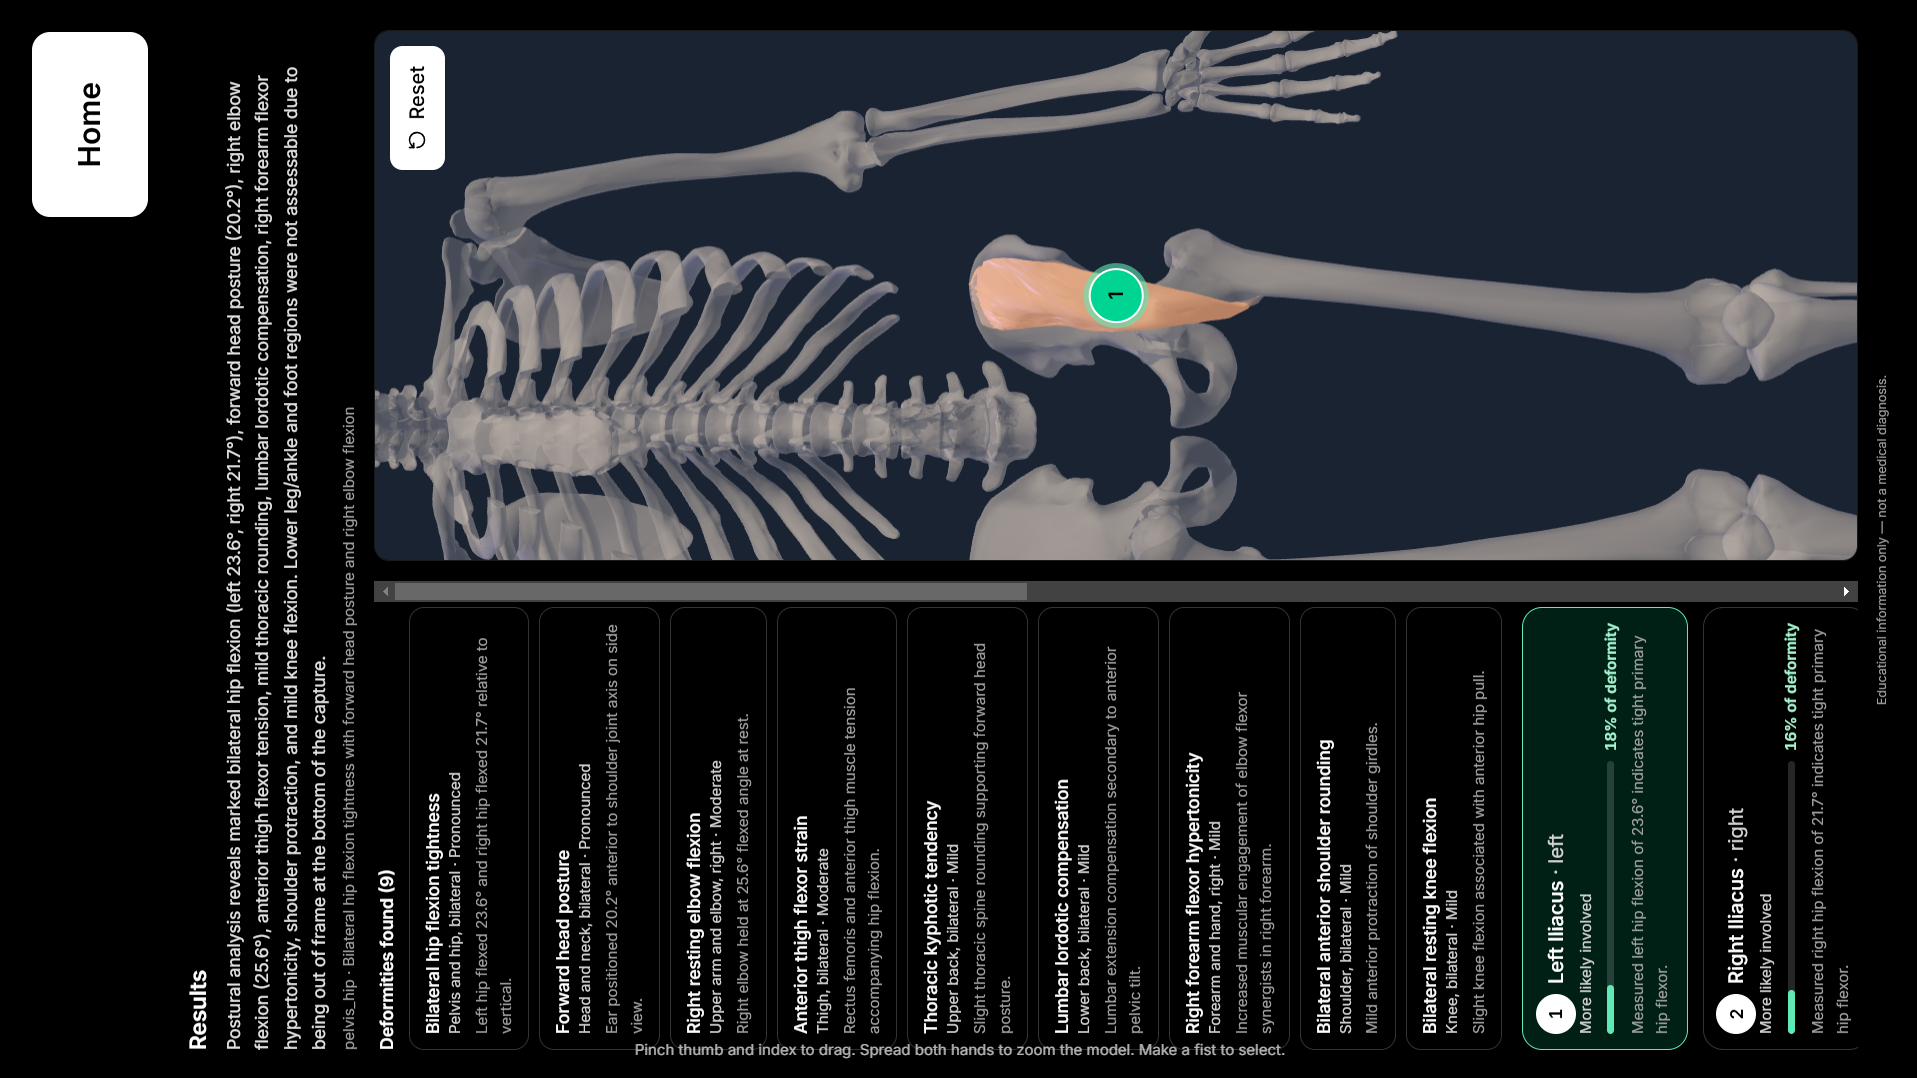 Home
Results
Postural analysis reveals marked bilateral hip flexion (left 23.6°, right 21.7°), forward head posture (20.2°), right elbow
flexion (25.6°), anterior thigh flexor tension, mild thoracic rounding, lumbar lordotic compensation, right forearm flexor
hypertonicity, shoulder protraction, and mild knee flexion. Lower leg/ankle and foot regions were not assessable due to
being out of frame at the bottom of the capture.
pelvis_hip · Bilateral hip flexion tightness with forward head posture and right elbow flexion
Deformities found (9)
Bilateral hip flexion tightness
Pelvis and hip, bilateral · Pronounced
Left hip flexed 23.6° and right hip flexed 21.7° relative to
vertical.
Forward head posture
Head and neck, bilateral · Pronounced
Ear positioned 20.2° anterior to shoulder joint axis on side
view.
Right resting elbow flexion
Upper arm and elbow, right · Moderate
Right elbow held at 25.6° flexed angle at rest.
Anterior thigh flexor strain
Thigh, bilateral · Moderate
Rectus femoris and anterior thigh muscle tension
accompanying hip flexion.
Thoracic kyphotic tendency
Upper back, bilateral · Mild
Slight thoracic spine rounding supporting forward head
posture.
Lumbar lordotic compensation
Lower back, bilateral · Mild
Lumbar extension compensation secondary to anterior
pelvic tilt.
Right forearm flexor hypertonicity
Forearm and hand, right · Mild
Increased muscular engagement of elbow flexor
synergists in right forearm.
Bilateral anterior shoulder rounding
Shoulder, bilateral · Mild
Mild anterior protraction of shoulder girdles.
Bilateral resting knee flexion
Knee, bilateral · Mild
Slight knee flexion associated with anterior hip pull.
1 Left Iliacus · left
More likely involved
18% of deformity
Measured left hip flexion of 23.6° indicates tight primary
hip flexor.
2 Right Iliacus · right
More likely involved
16% of deformity
Measured right hip flexion of 21.7° indicates tight primary
hip flexor.
Reset
1
Pinch thumb and index to drag. Spread both hands to zoom the model. Make a fist to select.
Educational information only — not a medical diagnosis.